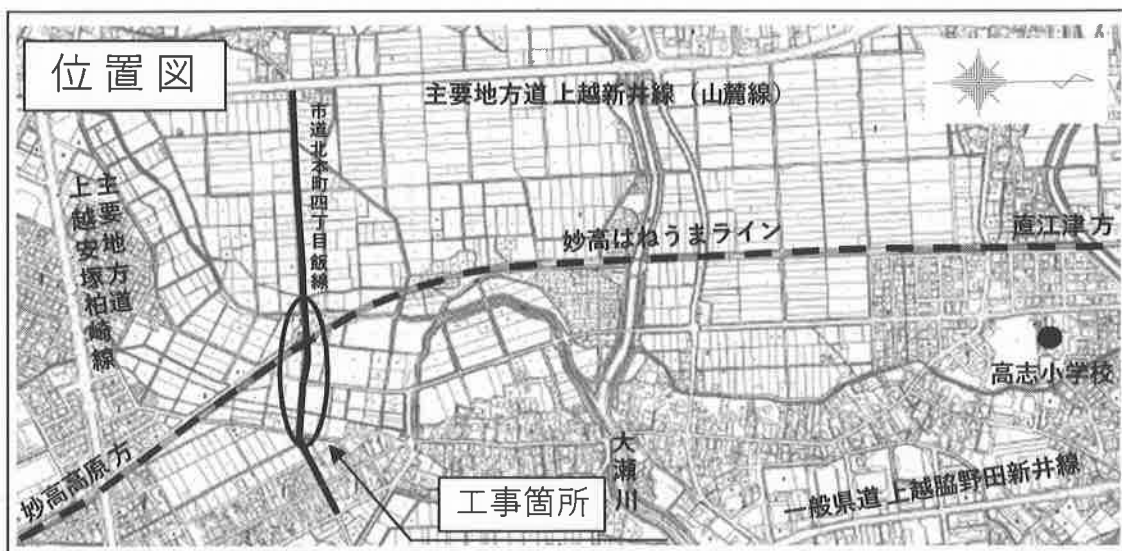 位置図
主要地方道 上越新井線（山麓線）
市道北本町四丁目飯線
主要地方道
上越安塚柏崎線
妙高はねうまライン
直江津 方
高志小学校
妙高高原 方
大瀬川
工事箇所
一般県道 上越脇野田新井線